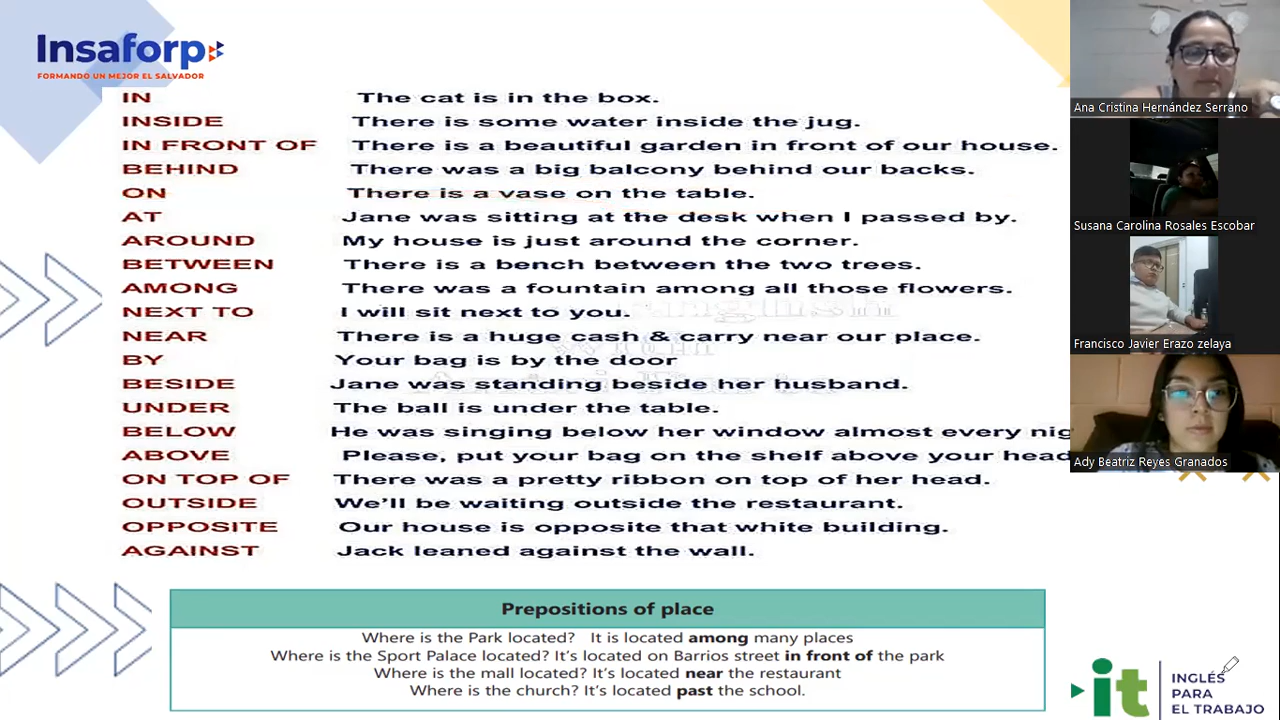 Insaforp
FORMANDO UN MEJOR EL SALVADOR
IN The cat is in the box.
INSIDE There is some water inside the jug.
IN FRONT OF There is a beautiful garden in front of our house.
BEHIND There was a big balcony behind our backs.
ON There is a vase on the table.
AT Jane was sitting at the desk when I passed by.
AROUND My house is just around the corner.
BETWEEN There is a bench between the two trees.
AMONG There was a fountain among all those flowers.
NEXT TO I will sit next to you.
NEAR There is a huge cash & carry near our place.
BY Your bag is by the door
BESIDE Jane was standing beside her husband.
UNDER The ball is under the table.
BELOW He was singing below her window almost every nig
ABOVE Please, put your bag on the shelf above your head
ON TOP OF There was a pretty ribbon on top of her head.
OUTSIDE We'll be waiting outside the restaurant.
OPPOSITE Our house is opposite that white building.
AGAINST Jack leaned against the wall.
Prepositions of place
Where is the Park located? It is located among many places
Where is the Sport Palace located? It's located on Barrios street in front of the park
Where is the mall located? It's located near the restaurant
Where is the church? It's located past the school.
Ana Cristina Hernández Serrano
Susana Carolina Rosales Escobar
Francisco Javier Erazo zelaya
Ady Beatriz Reyes Granados
it
INGLÉS
PARA
EL TRABAJO